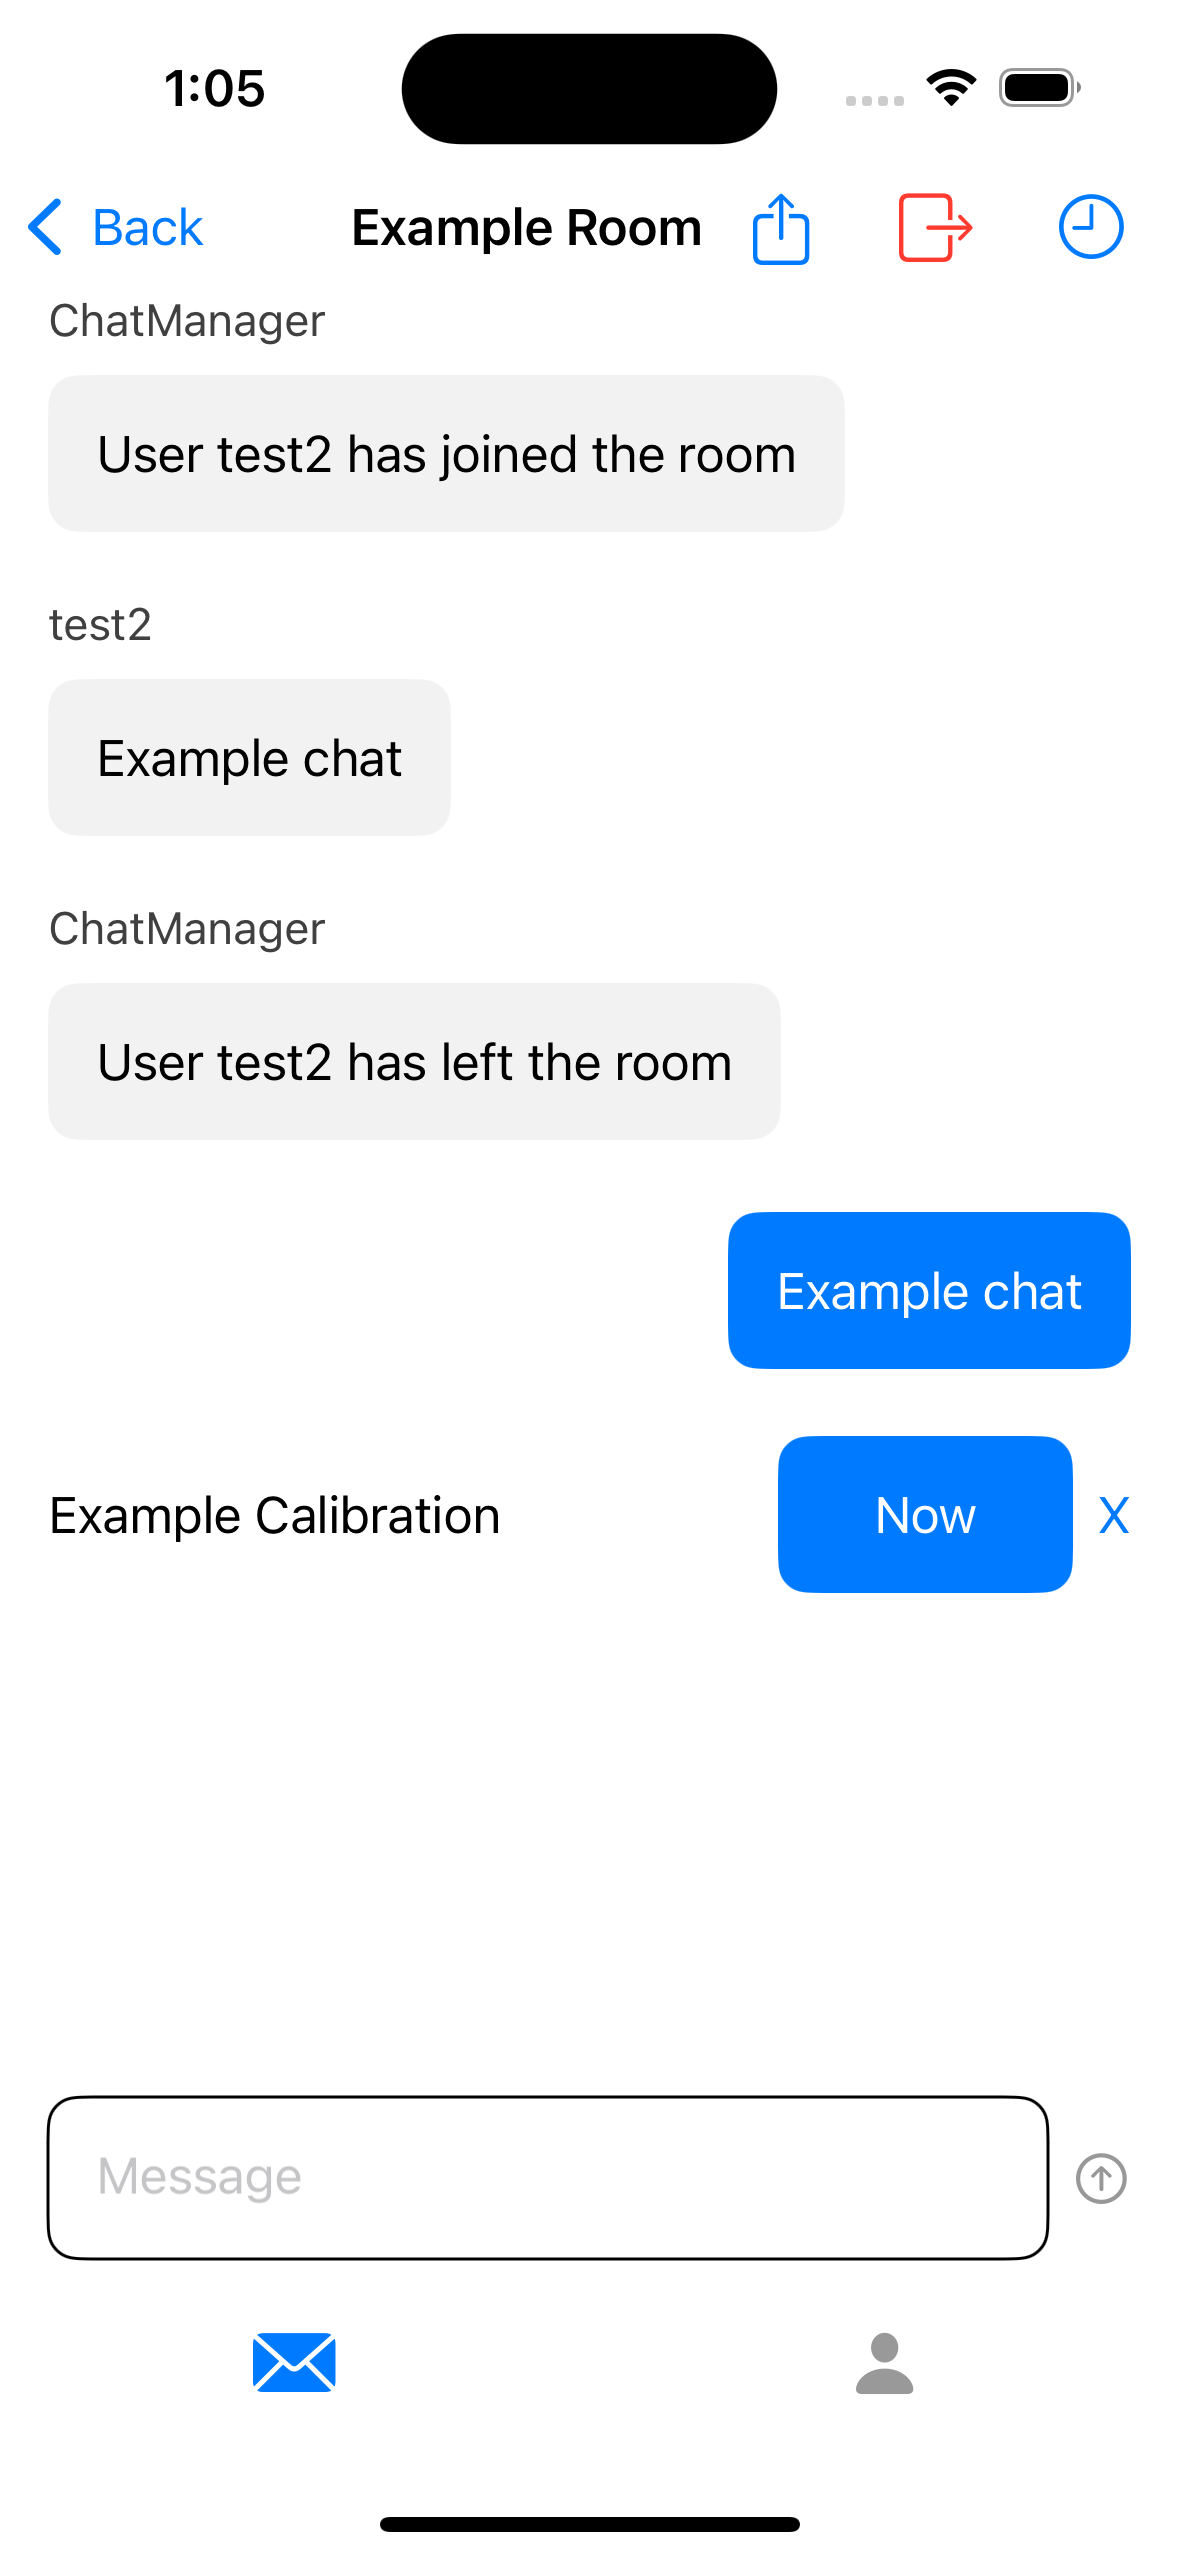 1:05
Back
Example Room
ChatManager
User test2 has joined the room
test2
Example chat
ChatManager
User test2 has left the room
Example chat
Example Calibration
Now
X
Message